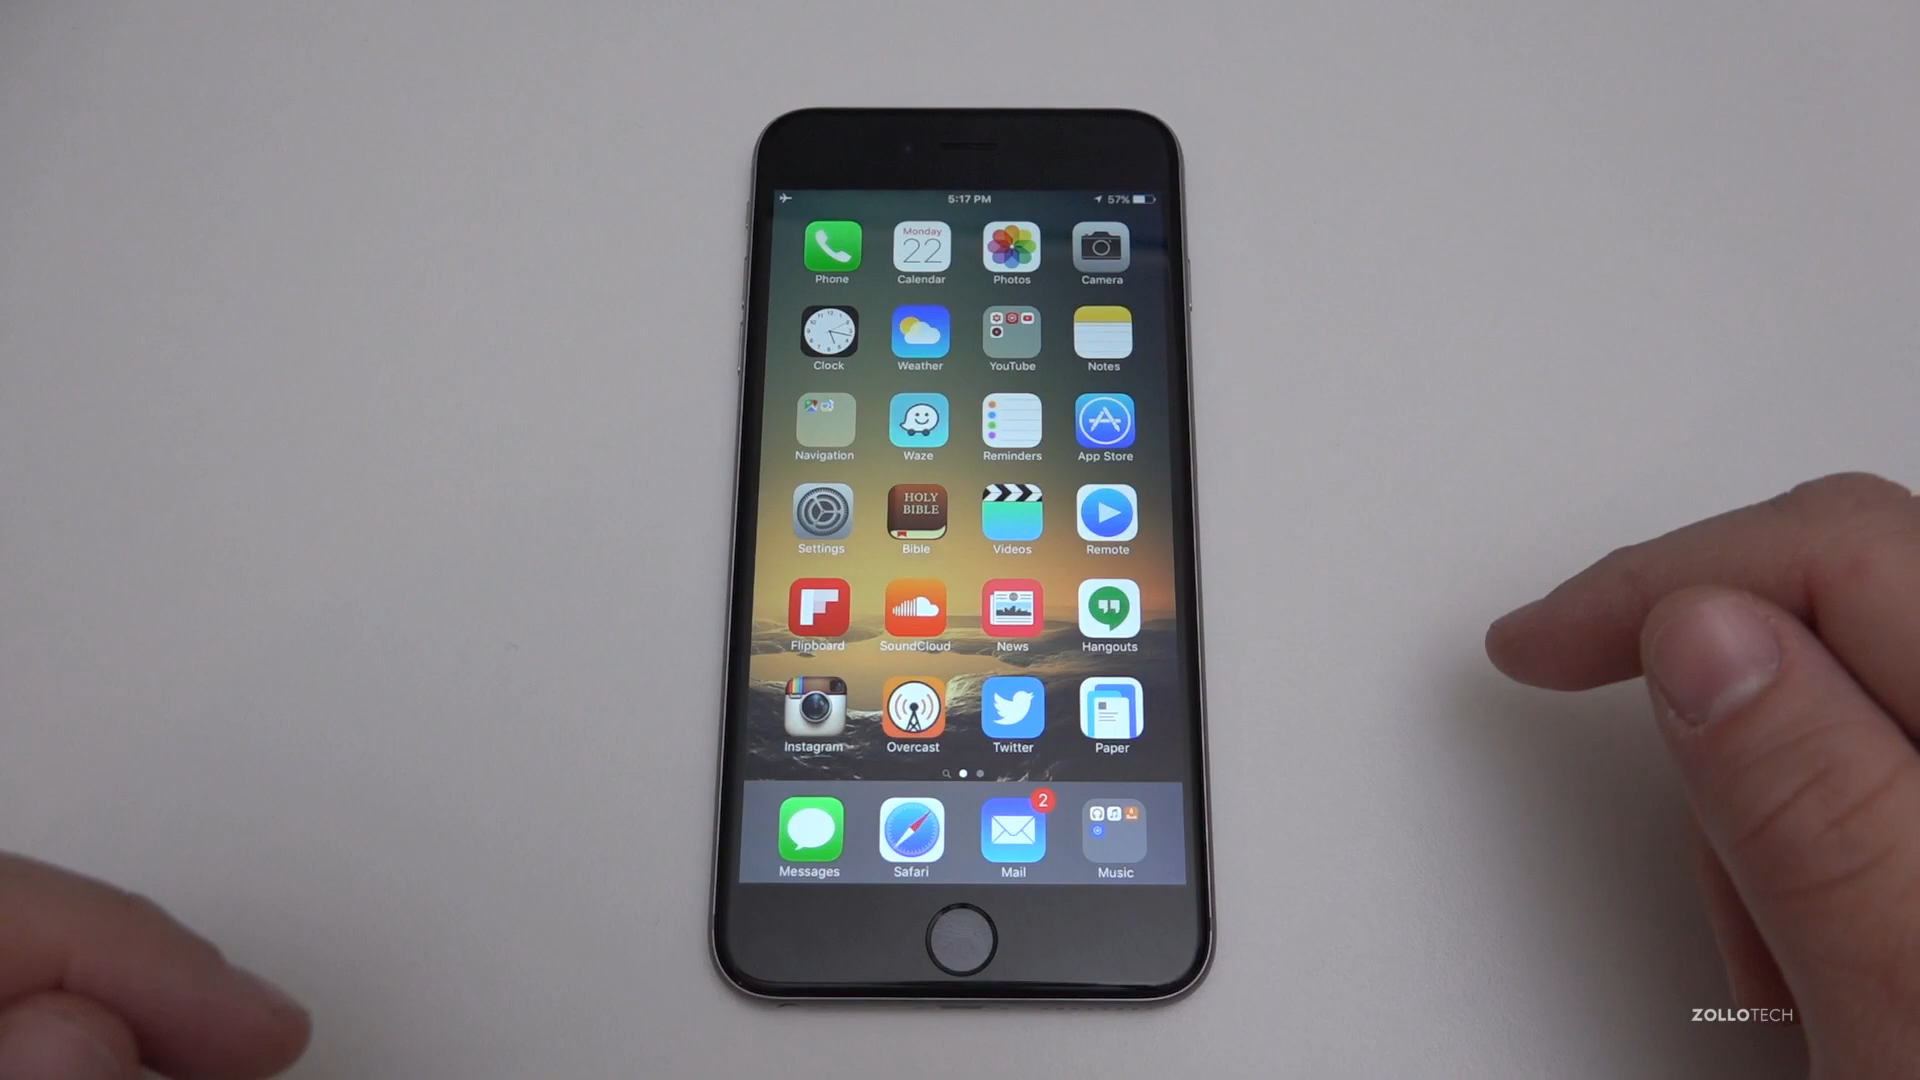 5:17 PM 57%
Monday
22
Phone Calendar Photos Camera
Clock Weather YouTube Notes
Navigation Waze Reminders App Store
HOLY
BIBLE
Settings Bible Videos Remote
Flipboard SoundCloud News Hangouts
Instagram Overcast Twitter Paper
2
Messages Safari Mail Music
ZOLLOTECH